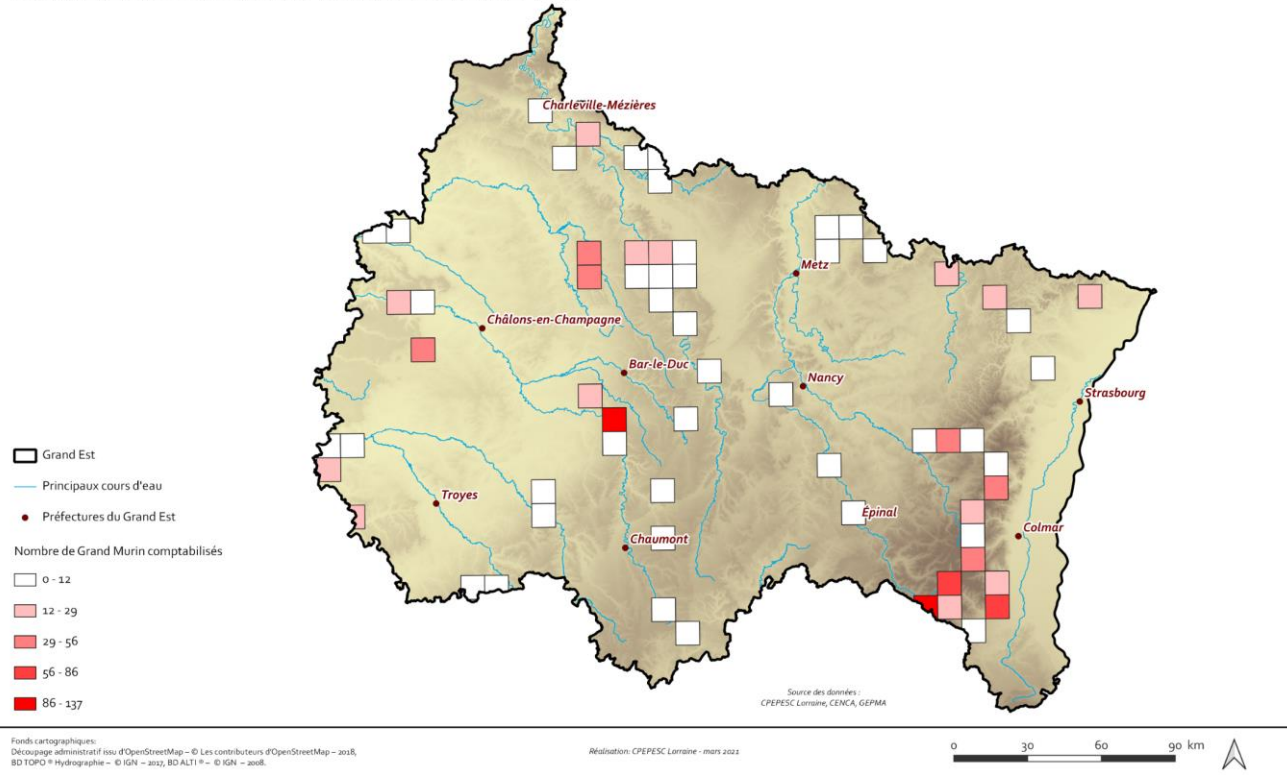 Charleville-Mézières
Metz
Châlons-en-Champagne
Bar-le-Duc
Nancy
Strasbourg
Troyes
Épinal
Colmar
Chaumont
Grand Est
Principaux cours d'eau
Préfectures du Grand Est
Nombre de Grand Murin comptabilisés
0 - 12
12 - 29
29 - 56
56 - 86
86 - 137
Source des données :
CPEPESC Lorraine, CENCA, GEPMA
Fonds cartographiques:
Découpage administratif issu d'OpenStreetMap – © Les contributeurs d'OpenStreetMap – 2018,
BD TOPO ® Hydrographie – © IGN – 2017, BD ALTI ® – © IGN – 2008.
Réalisation: CPEPESC Lorraine - mars 2021
0 30 60 90 km